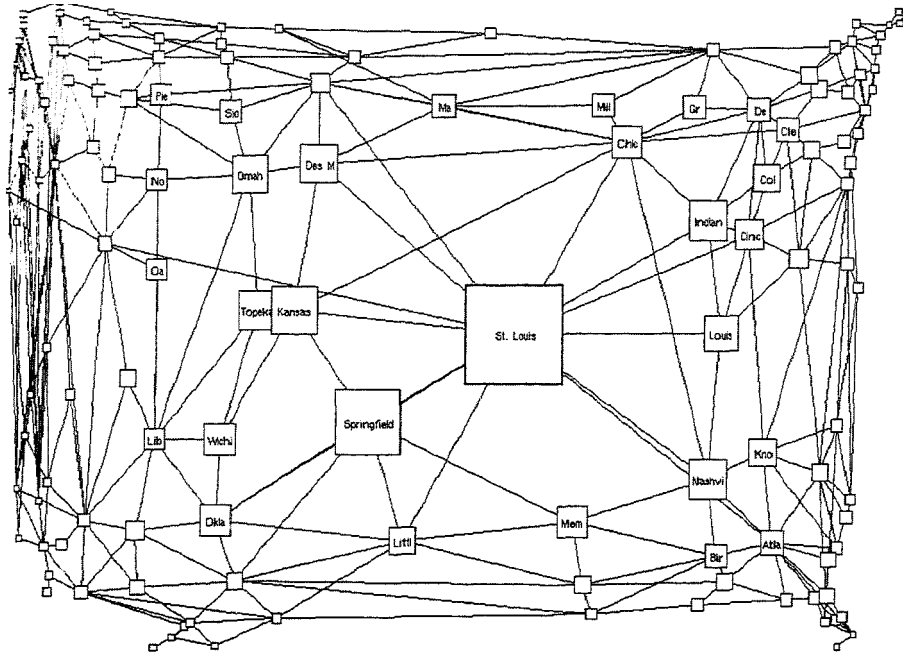 Pie
Sio
Ma
Mil
Gr
De
Cle
Chic
No
Omah
Des M
Col
Indian
Cinc
Ga
Topeka
Kansas
St. Louis
Louis
Lib
Wichi
Springfield
Kno
Nashvi
Okla
Littl
Mem
Bir
Atla